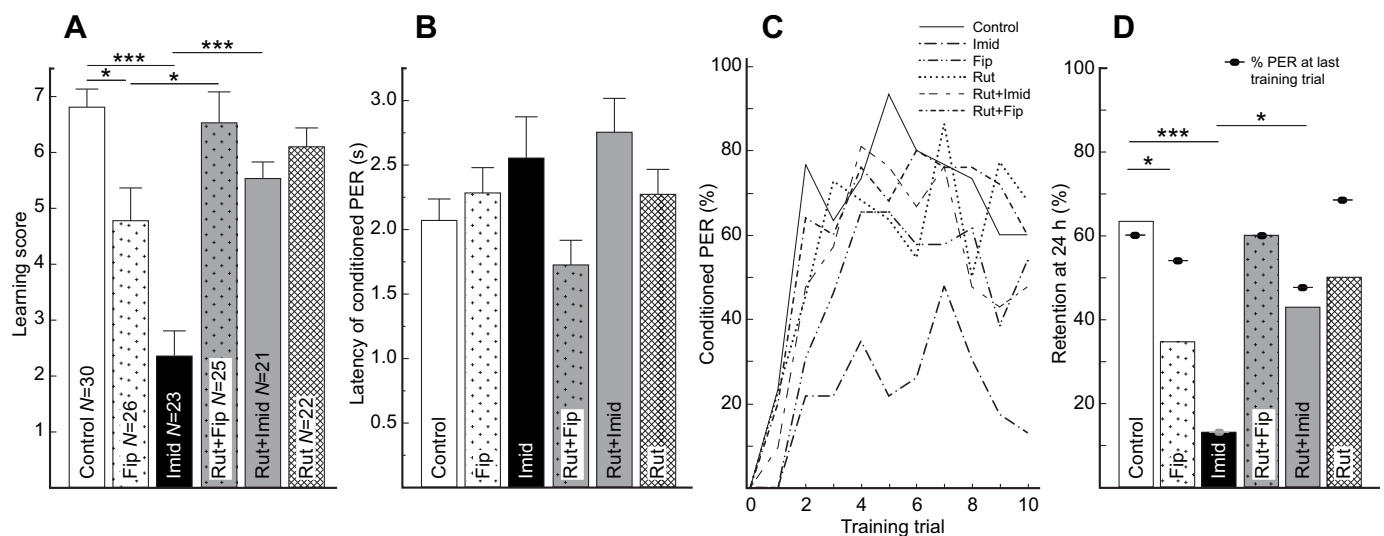 A
***
***
*
*
Learning score
7
6
5
4
3
2
1
Control N=30
Fip N=26
Imid N=23
Rut+Fip N=25
Rut+Imid N=21
Rut N=22
B
Latency of conditioned PER (s)
3.0
2.5
2.0
1.5
1.0
0.5
Control
Fip
Imid
Rut+Fip
Rut+Imid
Rut
C
Control
Imid
Fip
Rut
Rut+Imid
Rut+Fip
Conditioned PER (%)
100
80
60
40
20
0
2
4
6
8
10
Training trial
D
% PER at last
training trial
***
*
*
Retention at 24 h (%)
100
80
60
40
20
Control
Fip
Imid
Rut+Fip
Rut+Imid
Rut